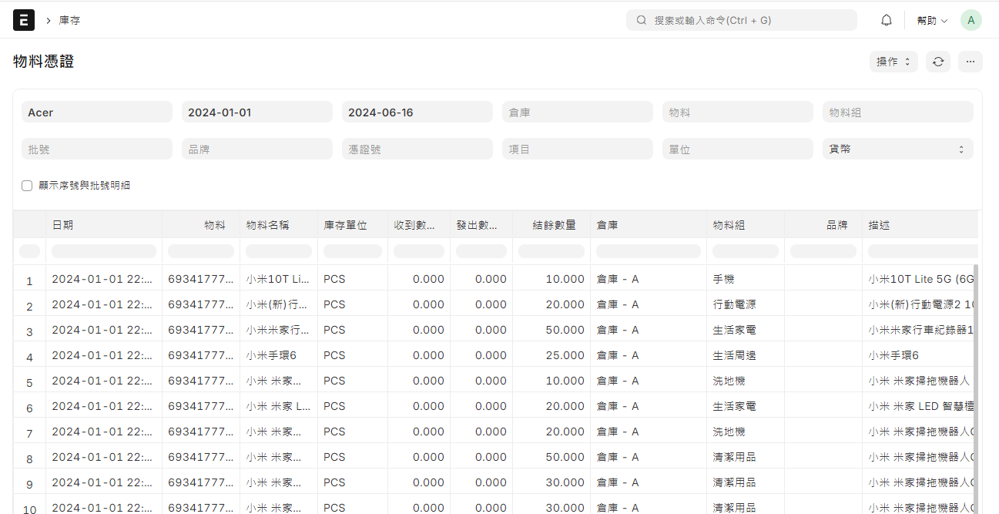 E > 庫存 搜索或輸入命令(Ctrl + G) 幫助 A
物料憑證 操作 ...
Acer 2024-01-01 2024-06-16 倉庫 物料 物料組
批號 品牌 憑證號 項目 單位 貨幣
顯示序號與批號明細
日期 物料 物料名稱 庫存單位 收到數... 發出數... 結餘數量 倉庫 物料組 品牌 描述
1 2024-01-01 22:... 69341777... 小米10T Li... PCS 0.000 0.000 10.000 倉庫 - A 手機 小米10T Lite 5G (6G
2 2024-01-01 22:... 69341777... 小米(新)行... PCS 0.000 0.000 20.000 倉庫 - A 行動電源 小米(新)行動電源2 10
3 2024-01-01 22:... 69341777... 小米米家行... PCS 0.000 0.000 50.000 倉庫 - A 生活家電 小米米家行車紀錄器1
4 2024-01-01 22:... 69341777... 小米手環6 PCS 0.000 0.000 25.000 倉庫 - A 生活周邊 小米手環6
5 2024-01-01 22:... 69341777... 小米 米家... PCS 0.000 0.000 10.000 倉庫 - A 洗地機 小米 米家掃拖機器人
6 2024-01-01 22:... 69341777... 小米 米家 L... PCS 0.000 0.000 20.000 倉庫 - A 生活家電 小米 米家 LED 智慧檯
7 2024-01-01 22:... 69341777... 小米 米家... PCS 0.000 0.000 20.000 倉庫 - A 洗地機 小米 米家掃拖機器人
8 2024-01-01 22:... 69341777... 小米 米家... PCS 0.000 0.000 50.000 倉庫 - A 清潔用品 小米 米家掃拖機器人
9 2024-01-01 22:... 69341777... 小米 米家... PCS 0.000 0.000 30.000 倉庫 - A 清潔用品 小米 米家掃拖機器人
10 2024-01-01 22:... 69341777... 小米 米家... PCS 0.000 0.000 30.000 倉庫 - A 清潔用品 小米 米家掃拖機器人